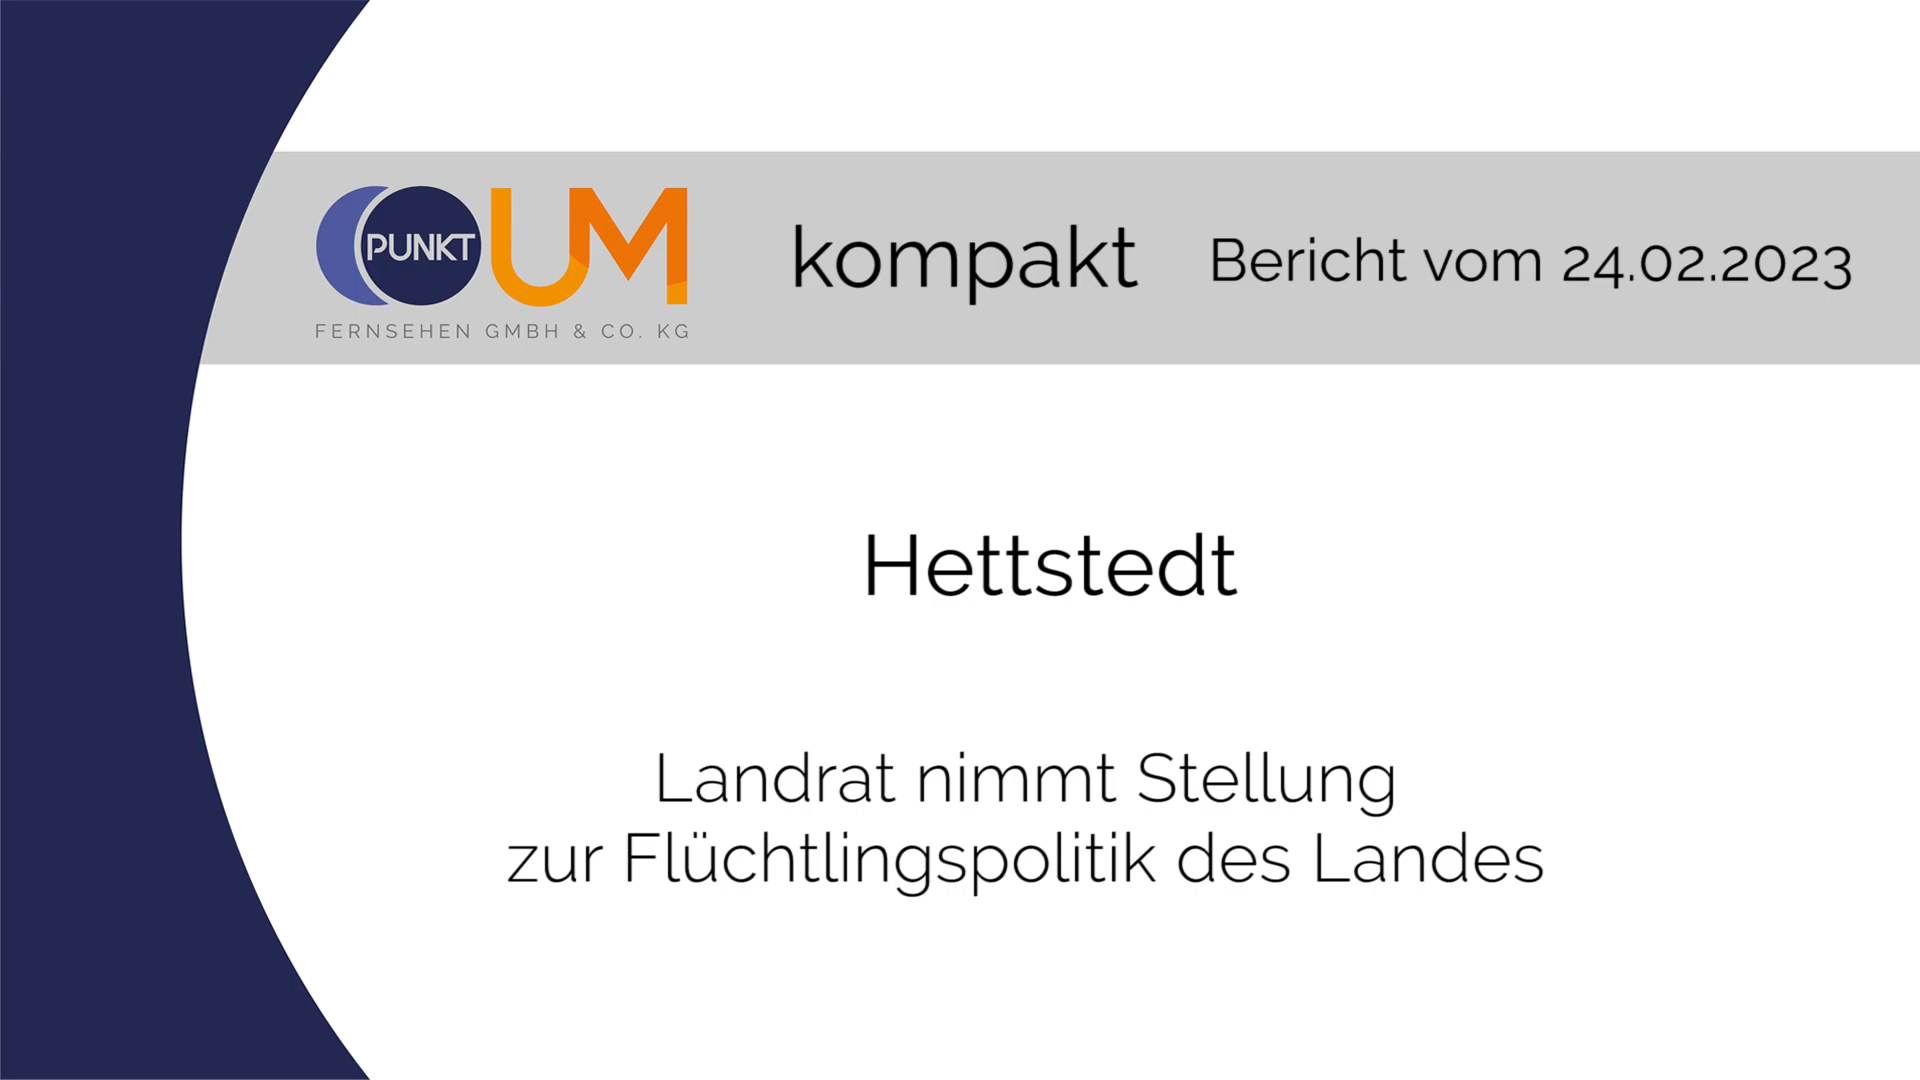 PUNKT UM
FERNSEHEN GMBH & CO. KG
kompakt
Bericht vom 24.02.2023
Hettstedt
Landrat nimmt Stellung
zur Flüchtlingspolitik des Landes